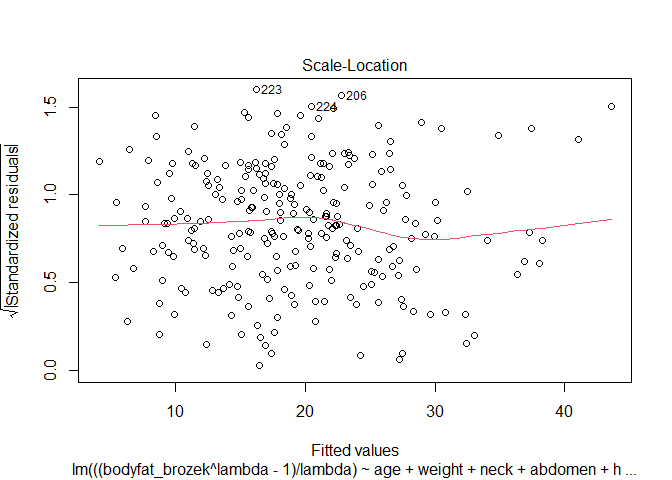 Scale-Location
√|Standardized residuals|
0.0
0.5
1.0
1.5
223
224
206
10
20
30
40
Fitted values
lm(((bodyfat_brozek^lambda - 1)/lambda) ~ age + weight + neck + abdomen + h ...